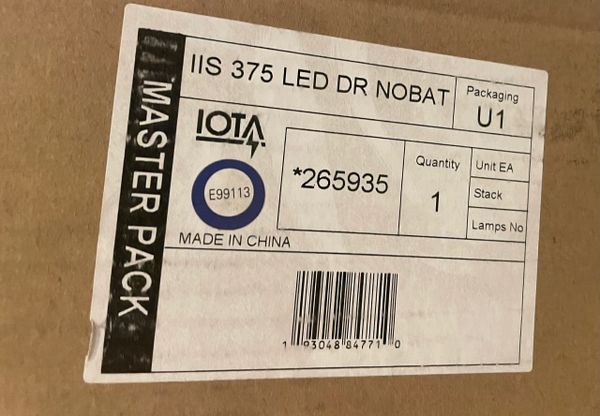 MASTER PACK
IIS 375 LED DR NOBAT
Packaging
U1
IOTA
E99113
MADE IN CHINA
*265935
Quantity
1
Unit EA
Stack
Lamps No
1 93048 84771 0